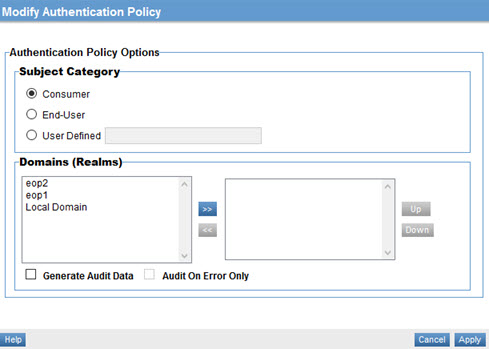 Modify Authentication Policy
Authentication Policy Options
Subject Category
Consumer
End-User
User Defined
Domains (Realms)
eop2
eop1
Local Domain
>>
<<
Up
Down
Generate Audit Data Audit On Error Only
Help Cancel Apply